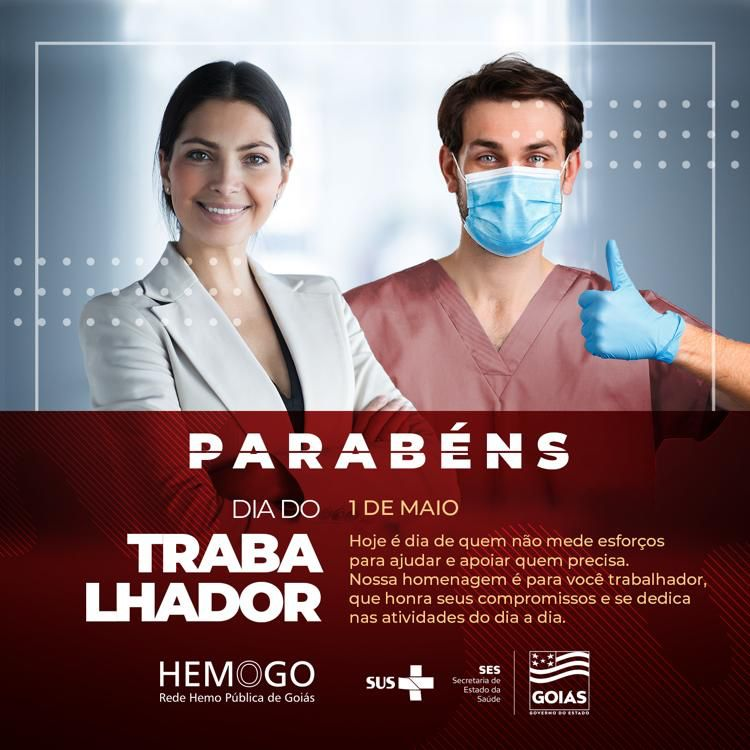 PARABÉNS
DIA DO
TRABA
LHADOR
1 DE MAIO
Hoje é dia de quem não mede esforços
para ajudar e apoiar quem precisa.
Nossa homenagem é para você trabalhador,
que honra seus compromissos e se dedica
nas atividades do dia a dia.
HEMOGO
Rede Hemo Pública de Goiás
SUS
SES
Secretaria de
Estado da
Saúde
GOIÁS
GOVERNO DO ESTADO